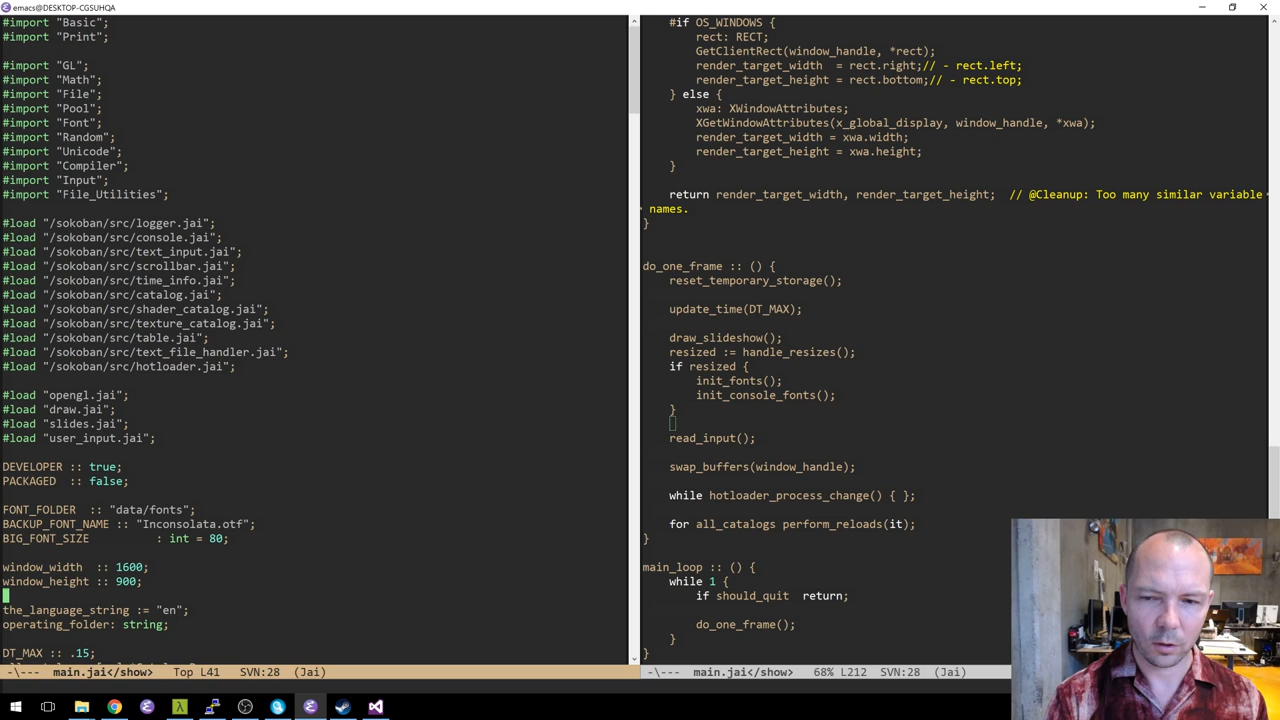 emacs@DESKTOP-CGSUHQA
#import "Basic";
#import "Print";
#import "GL";
#import "Math";
#import "File";
#import "Pool";
#import "Font";
#import "Random";
#import "Unicode";
#import "Compiler";
#import "Input";
#import "File_Utilities";
#load "/sokoban/src/logger.jai";
#load "/sokoban/src/console.jai";
#load "/sokoban/src/text_input.jai";
#load "/sokoban/src/scrollbar.jai";
#load "/sokoban/src/time_info.jai";
#load "/sokoban/src/catalog.jai";
#load "/sokoban/src/shader_catalog.jai";
#load "/sokoban/src/texture_catalog.jai";
#load "/sokoban/src/table.jai";
#load "/sokoban/src/text_file_handler.jai";
#load "/sokoban/src/hotloader.jai";
#load "opengl.jai";
#load "draw.jai";
#load "slides.jai";
#load "user_input.jai";
DEVELOPER :: true;
PACKAGED  :: false;
FONT_FOLDER  :: "data/fonts";
BACKUP_FONT_NAME :: "Inconsolata.otf";
BIG_FONT_SIZE          : int = 80;
window_width  :: 1600;
window_height :: 900;
the_language_string := "en";
operating_folder: string;
DT_MAX :: .15;
-\--- main.jai</show> Top L41 SVN:28 (Jai)
#if OS_WINDOWS {
rect: RECT;
GetClientRect(window_handle, *rect);
render_target_width  = rect.right;// - rect.left;
render_target_height = rect.bottom;// - rect.top;
} else {
xwa: XWindowAttributes;
XGetWindowAttributes(x_global_display, window_handle, *xwa);
render_target_width = xwa.width;
render_target_height = xwa.height;
}
return render_target_width, render_target_height;  // @Cleanup: Too many similar variable
names.
}
do_one_frame :: () {
reset_temporary_storage();
update_time(DT_MAX);
draw_slideshow();
resized := handle_resizes();
if resized {
init_fonts();
init_console_fonts();
}
read_input();
swap_buffers(window_handle);
while hotloader_process_change() { };
for all_catalogs perform_reloads(it);
}
main_loop :: () {
while 1 {
if should_quit  return;
do_one_frame();
}
}
-\--- main.jai</show> 68% L212 SVN:28 (Jai)